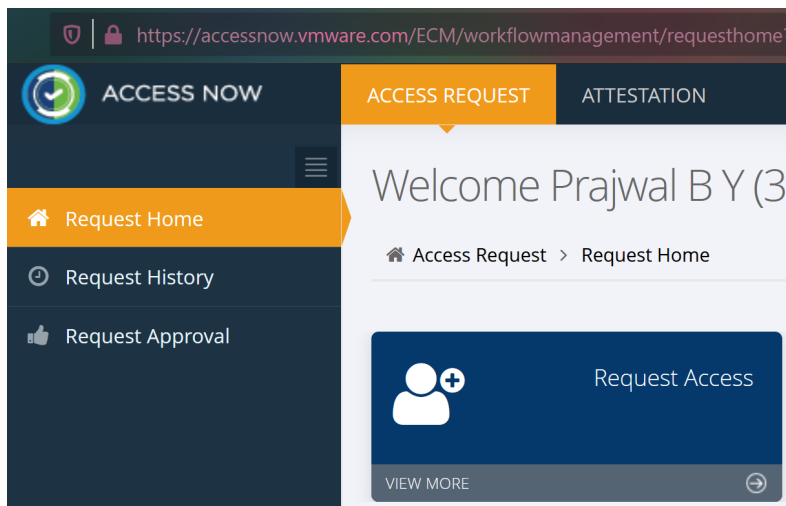 https://accessnow.vmware.com/ECM/workflowmanagement/requesthome
ACCESS NOW
ACCESS REQUEST
ATTESTATION
Welcome Prajwal B Y (3
Request Home
Access Request > Request Home
Request History
Request Approval
Request Access
VIEW MORE